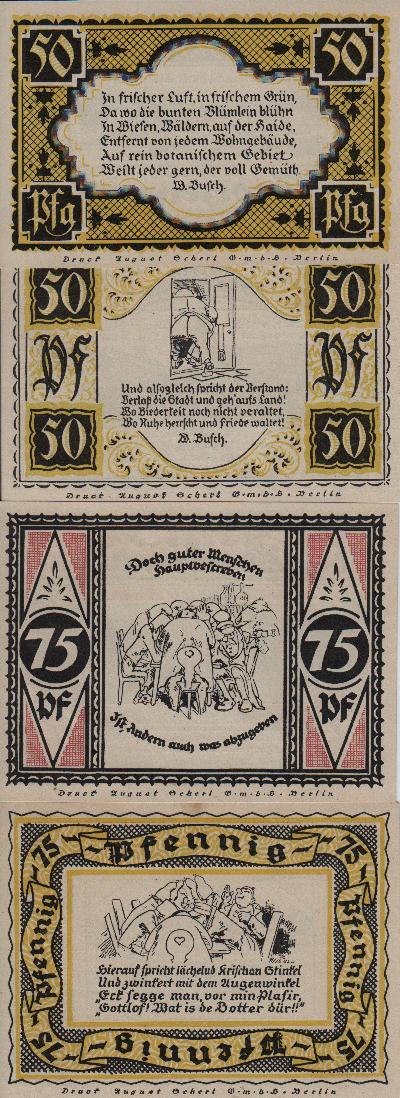 50 50
In frischer Luft, in frischem Grün,
Da wo die bunten Blümlein blühn
In Wiesen, Wäldern, auf der Haide,
Entfernt von jedem Wohngebäude,
Auf rein botanischem Gebiet
Weilt jeder gern, der voll Gemüth.
W. Busch.
Pfg Pfg
Druck August Scherl G·m·b·H· Berlin
50 50
Pf Pf
Und alsogleich spricht der Verstand:
Verlaß die Stadt und geh' aufs Land!
Wo Biederkeit noch nicht veraltet,
Wo Ruhe herrscht und Friede waltet!
50 50
W. Busch.
Druck August Scherl G·m·b·H· Berlin
Doch guter Menschen
Hauptbestreben
75 75
Pf Pf
Ist, Andern auch was abzugeben
Druck August Scherl G·m·b·H· Berlin
75 Pfennig 75
Pfennig Pfennig
Hierauf spricht lächelnd Krischan Stinkel
Und zwinkert mit dem Augenwinkel
„Eck segge man, vor min Plasir,
„Gottlof! Wat is de Botter dür!!"
75 Pfennig 75
Druck August Scherl G·m·b·H· Berlin